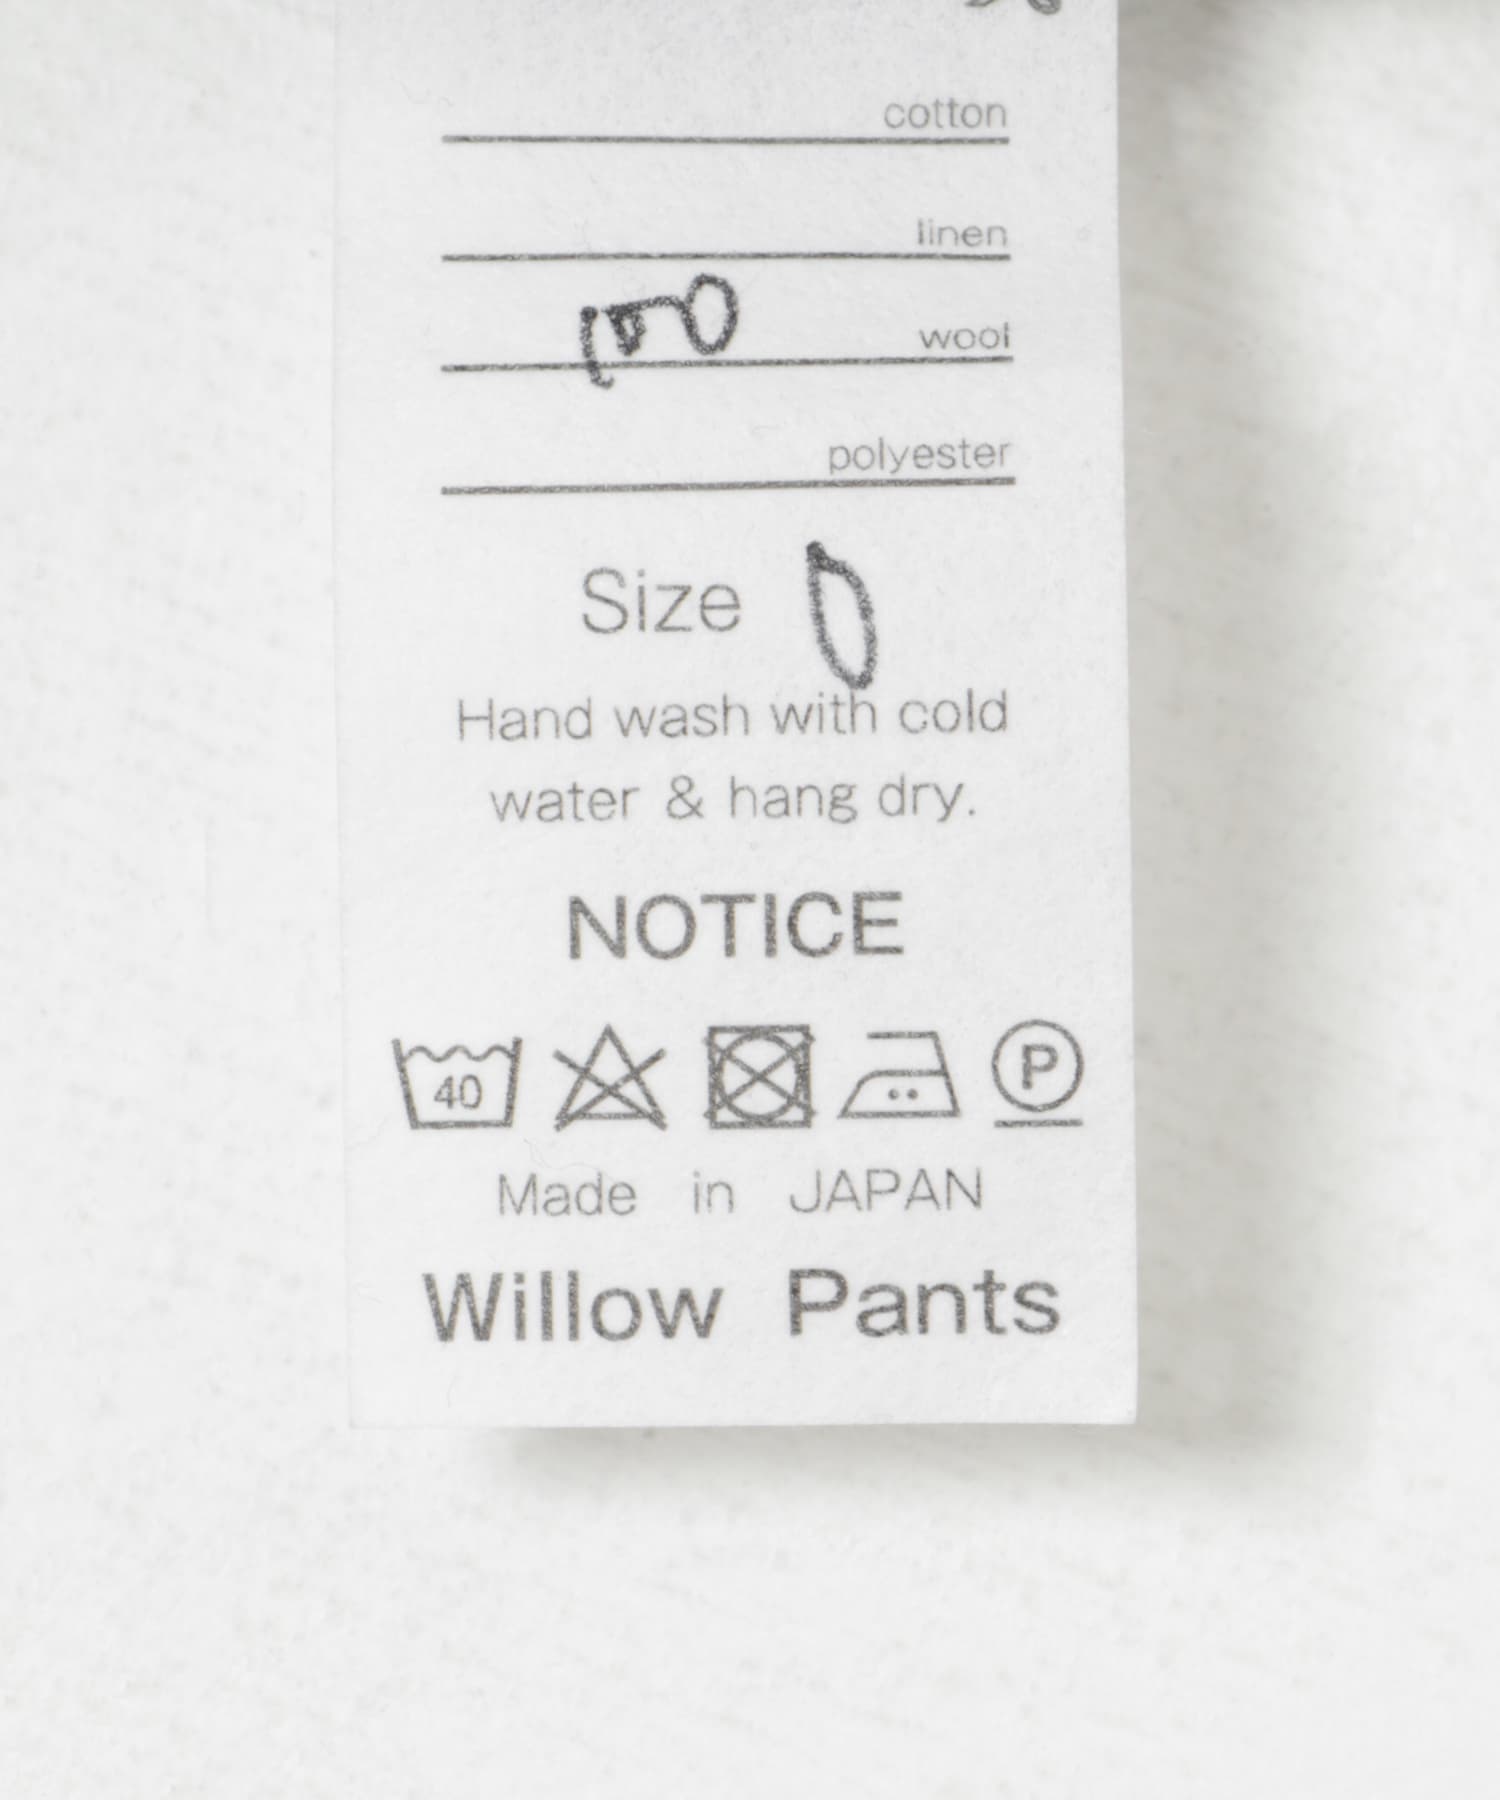 cotton
linen
100 wool
polyester
Size 0
Hand wash with cold
water & hang dry.
NOTICE
40 P
Made in JAPAN
Willow Pants